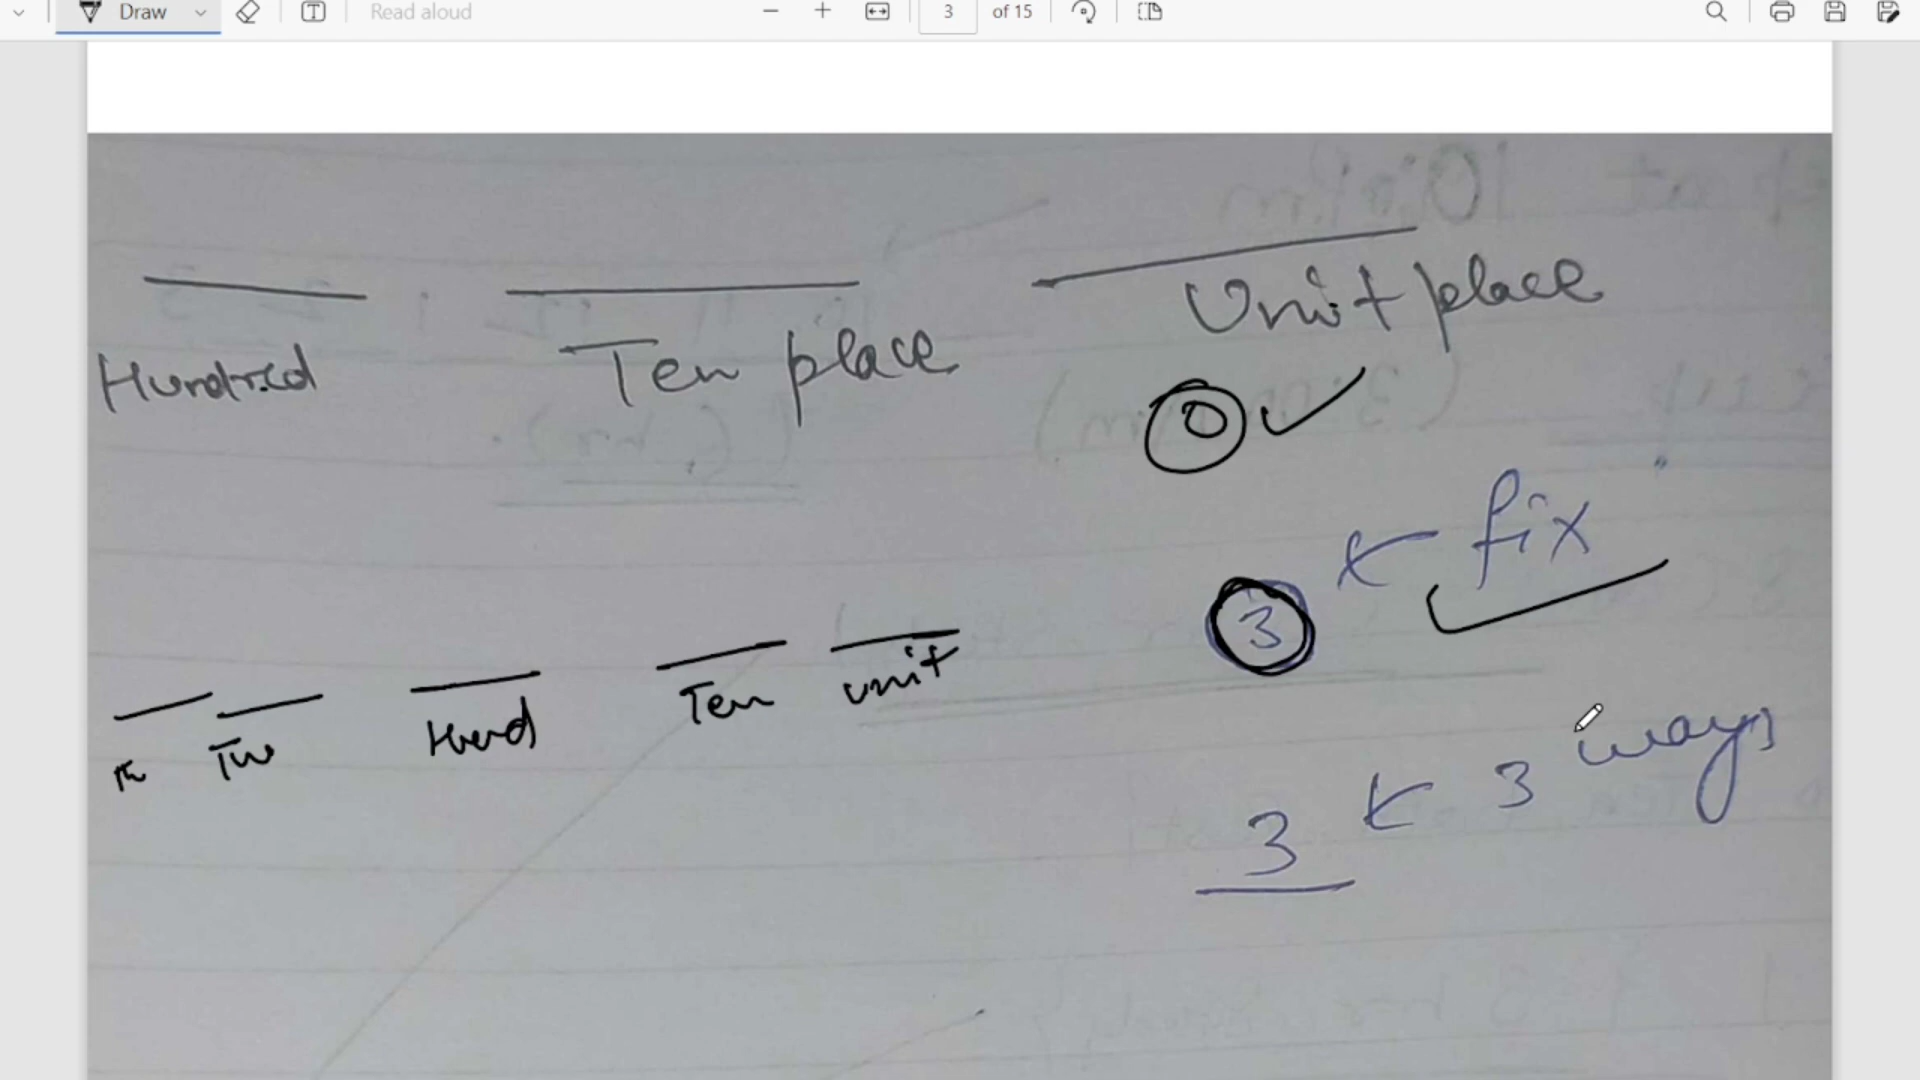 Draw
Read aloud
3 of 15
Hundred Ten place Unit place
0
3 fix
Th Hund Ten unit
3 3 ways